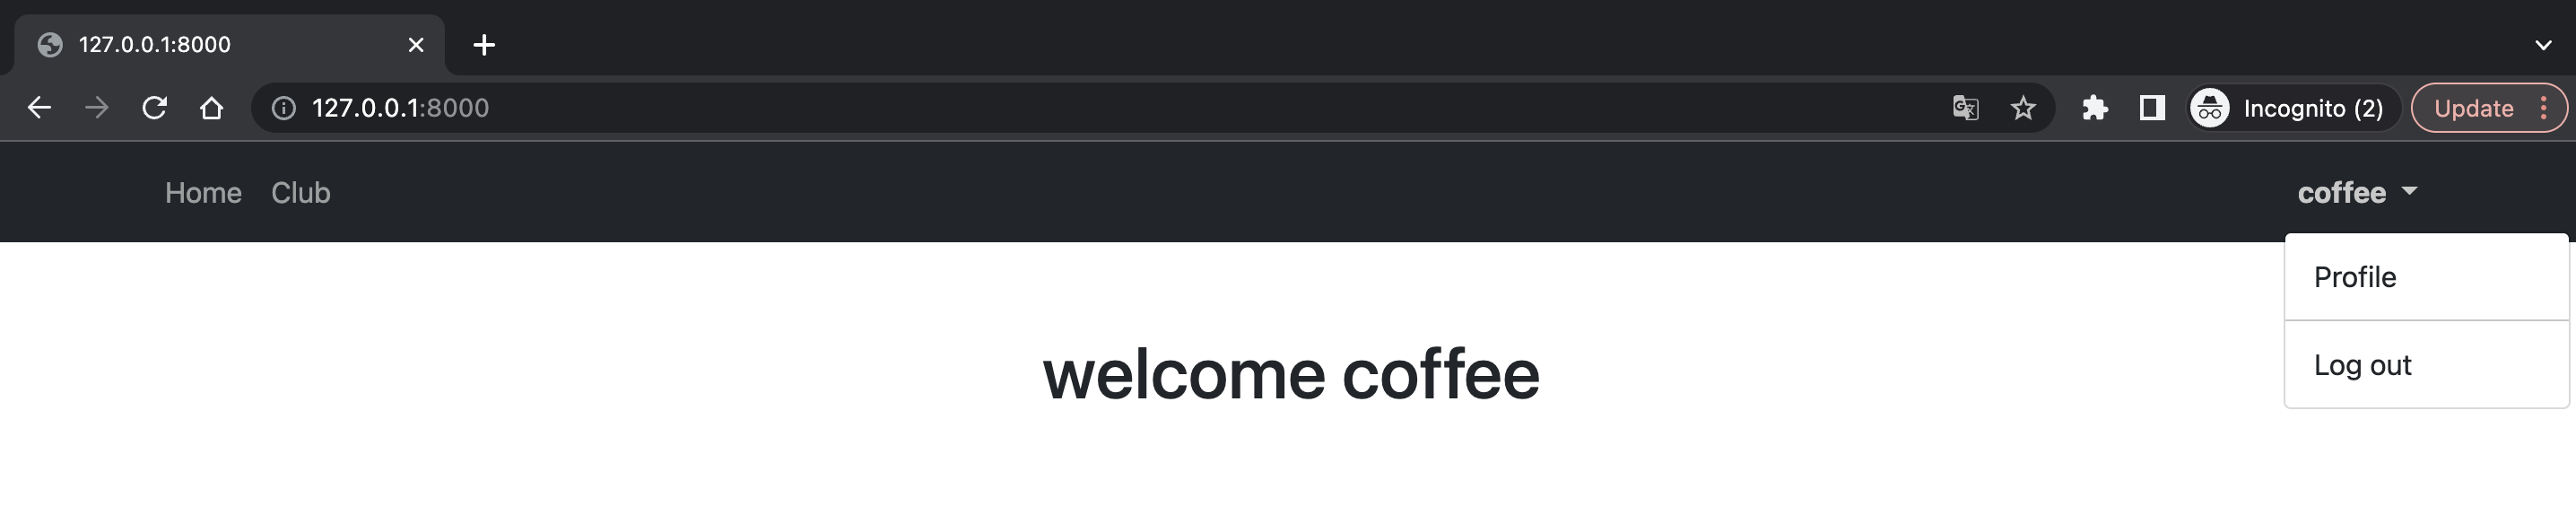 127.0.0.1:8000
127.0.0.1:8000
Incognito (2)
Update
Home
Club
coffee
Profile
Log out
welcome coffee